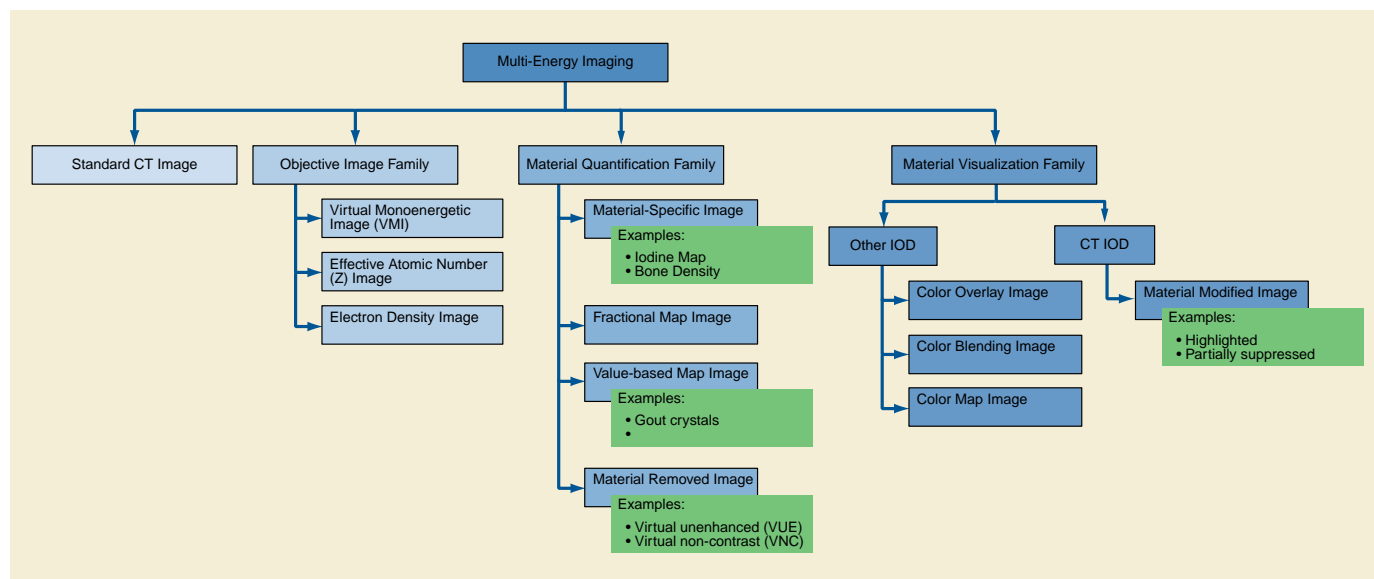 Multi-Energy Imaging
Standard CT Image
Objective Image Family
Virtual Monoenergetic
Image (VMI)
Effective Atomic Number
(Z) Image
Electron Density Image
Material Quantification Family
Material-Specific Image
Examples:
• Iodine Map
• Bone Density
Fractional Map Image
Value-based Map Image
Examples:
• Gout crystals
•
Material Removed Image
Examples:
• Virtual unenhanced (VUE)
• Virtual non-contrast (VNC)
Material Visualization Family
Other IOD
Color Overlay Image
Color Blending Image
Color Map Image
CT IOD
Material Modified Image
Examples:
• Highlighted
• Partially suppressed